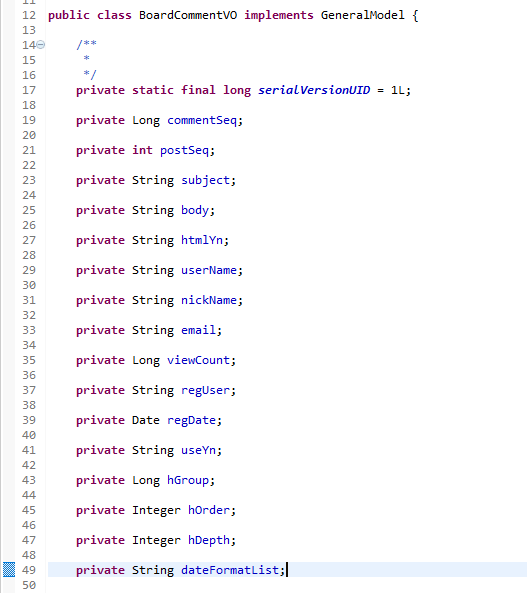 11
12 public class BoardCommentVO implements GeneralModel {
13
14 /**
15 *
16 */
17 private static final long serialVersionUID = 1L;
18
19 private Long commentSeq;
20
21 private int postSeq;
22
23 private String subject;
24
25 private String body;
26
27 private String htmlYn;
28
29 private String userName;
30
31 private String nickName;
32
33 private String email;
34
35 private Long viewCount;
36
37 private String regUser;
38
39 private Date regDate;
40
41 private String useYn;
42
43 private Long hGroup;
44
45 private Integer hOrder;
46
47 private Integer hDepth;
48
49 private String dateFormatList;
50